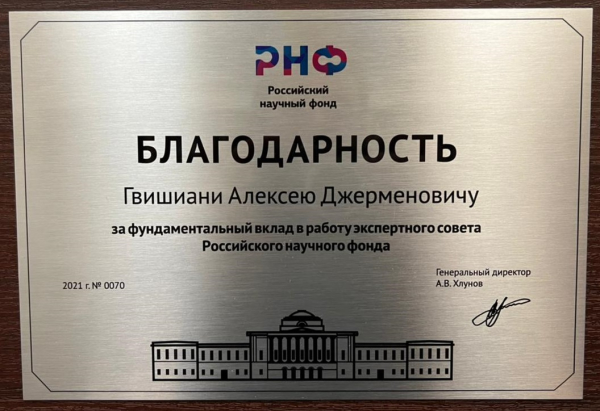 РНФ
Российский
научный фонд
БЛАГОДАРНОСТЬ
Гвишиани Алексею Джерменовичу
за фундаментальный вклад в работу экспертного совета
Российского научного фонда
2021 г. № 0070
Генеральный директор
А.В. Хлунов